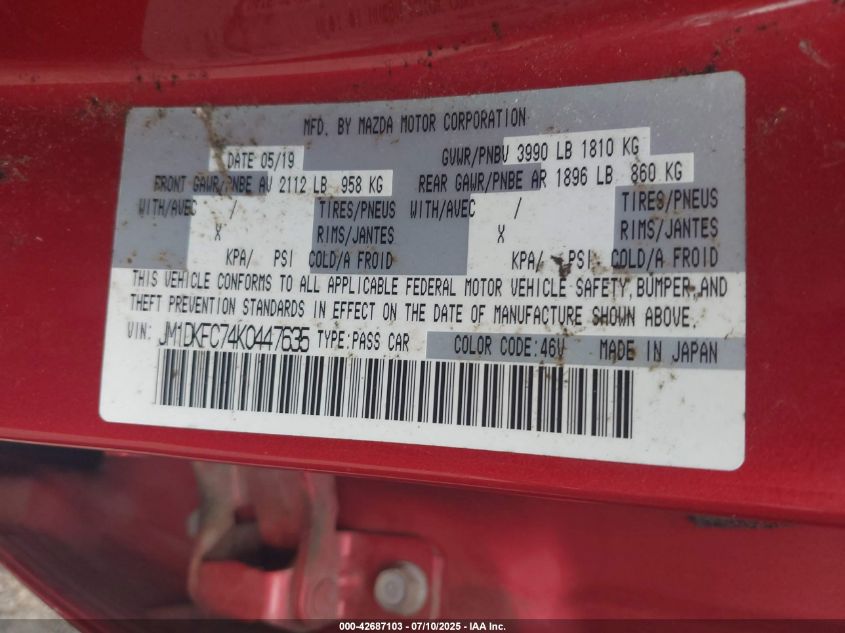 MFD. BY MAZDA MOTOR CORPORATION
DATE 05/19 GVWR/PNBV 3990 LB 1810 KG
FRONT GAWR/PNBE AV 2112 LB 958 KG REAR GAWR/PNBE AR 1896 LB 860 KG
WITH/AVEC / TIRES/PNEUS WITH/AVEC / TIRES/PNEUS
X RIMS/JANTES X RIMS/JANTES
KPA/ PSI COLD/A FROID KPA/ PSI COLD/A FROID
THIS VEHICLE CONFORMS TO ALL APPLICABLE FEDERAL MOTOR VEHICLE SAFETY, BUMPER, AND
THEFT PREVENTION STANDARDS IN EFFECT ON THE DATE OF MANUFACTURE SHOWN ABOVE.
VIN: JM1DKFC74K0447635 TYPE:PASS CAR COLOR CODE:46V MADE IN JAPAN
000-42687103 - 07/10/2025 - IAA Inc.